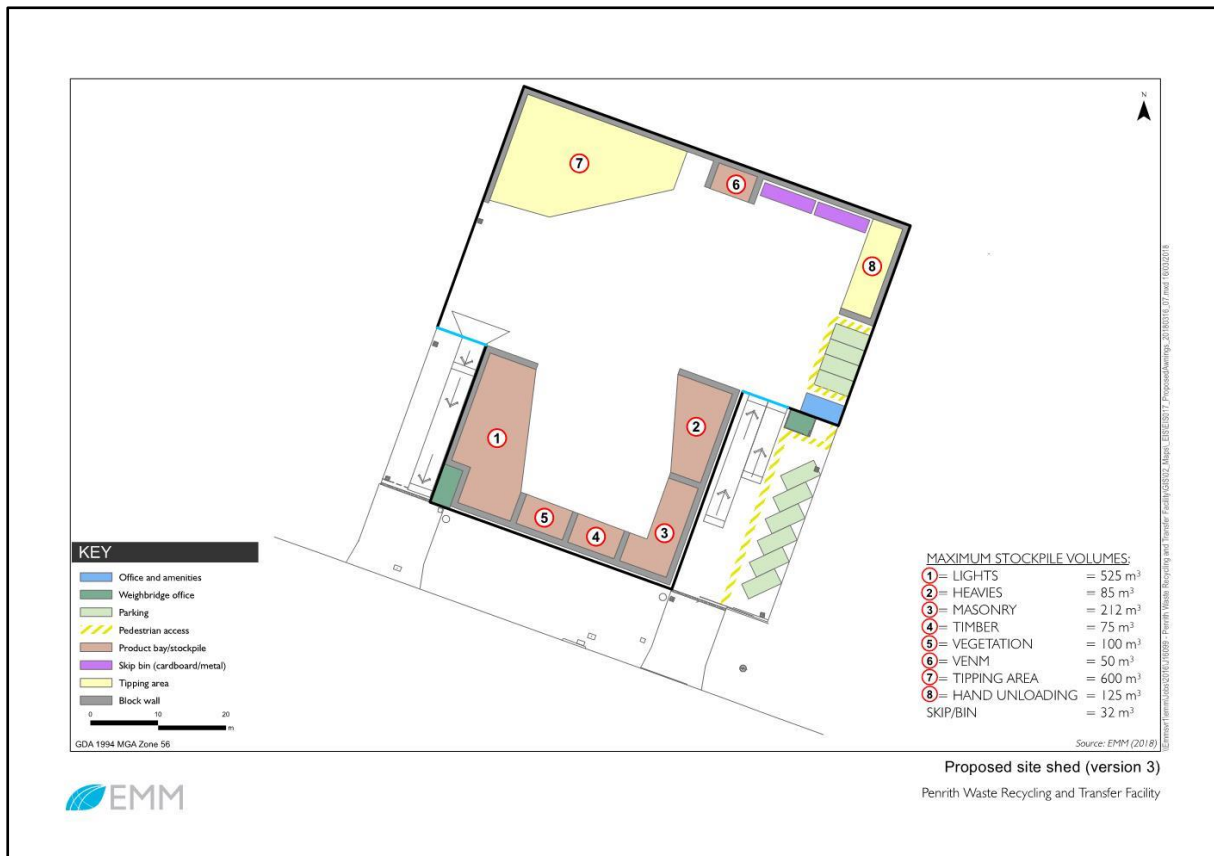 N
7
6
8
1
2
3
5
4
KEY
Office and amenities
Weighbridge office
Parking
Pedestrian access
Product bay/stockpile
Skip bin (cardboard/metal)
Tipping area
Block wall
0 10 20
m
GDA 1994 MGA Zone 56
MAXIMUM STOCKPILE VOLUMES:
1 = LIGHTS = 525 m³
2 = HEAVIES = 85 m³
3 = MASONRY = 212 m³
4 = TIMBER = 75 m³
5 = VEGETATION = 100 m³
6 = VENM = 50 m³
7 = TIPPING AREA = 600 m³
8 = HAND UNLOADING = 125 m³
SKIP/BIN = 32 m³
Source: EMM (2018)
Proposed site shed (version 3)
Penrith Waste Recycling and Transfer Facility
EMM